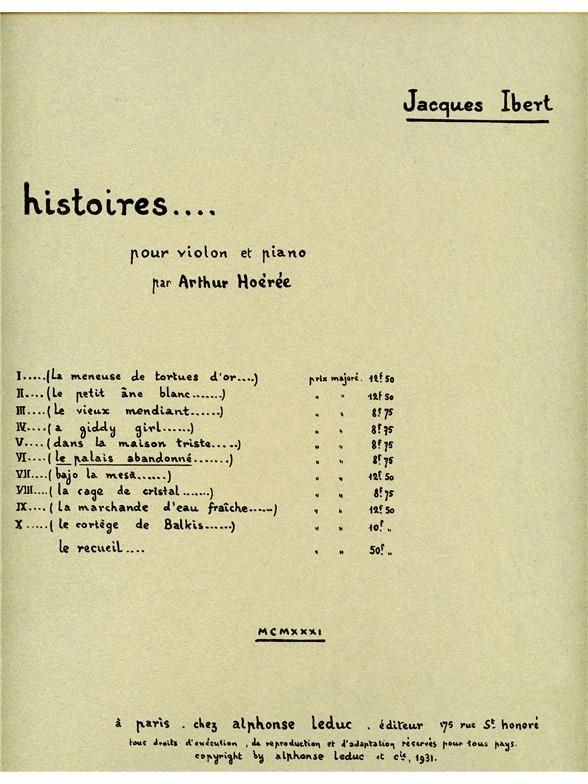 Jacques Ibert
histoires....
pour violon et piano
par Arthur Hoérée
I.....(La meneuse de tortues d'or....) prix majoré. 12f 50
II....(le petit âne blanc.......) " " 12f 50
III....(le vieux mendiant......) " " 8f 75
IV....(a giddy girl......) " " 8f 75
V....(dans la maison triste.....) " " 8f 75
VI....(le palais abandonné.......) " " 8f 75
VII....(bajo la mesa......) " " 12f 50
VIII....(la cage de cristal.......) " " 8f 75
IX....(la marchande d'eau fraîche......) " " 12f 50
X.....(le cortège de Balkis......) " " 10f "
le recueil.... " " 50f "
MCMXXXI
à paris . chez alphonse leduc . éditeur 175 rue St honoré
tous droits d'exécution , de reproduction et d'adaptation réservés pour tous pays.
copyright by alphonse leduc et cie, 1931.